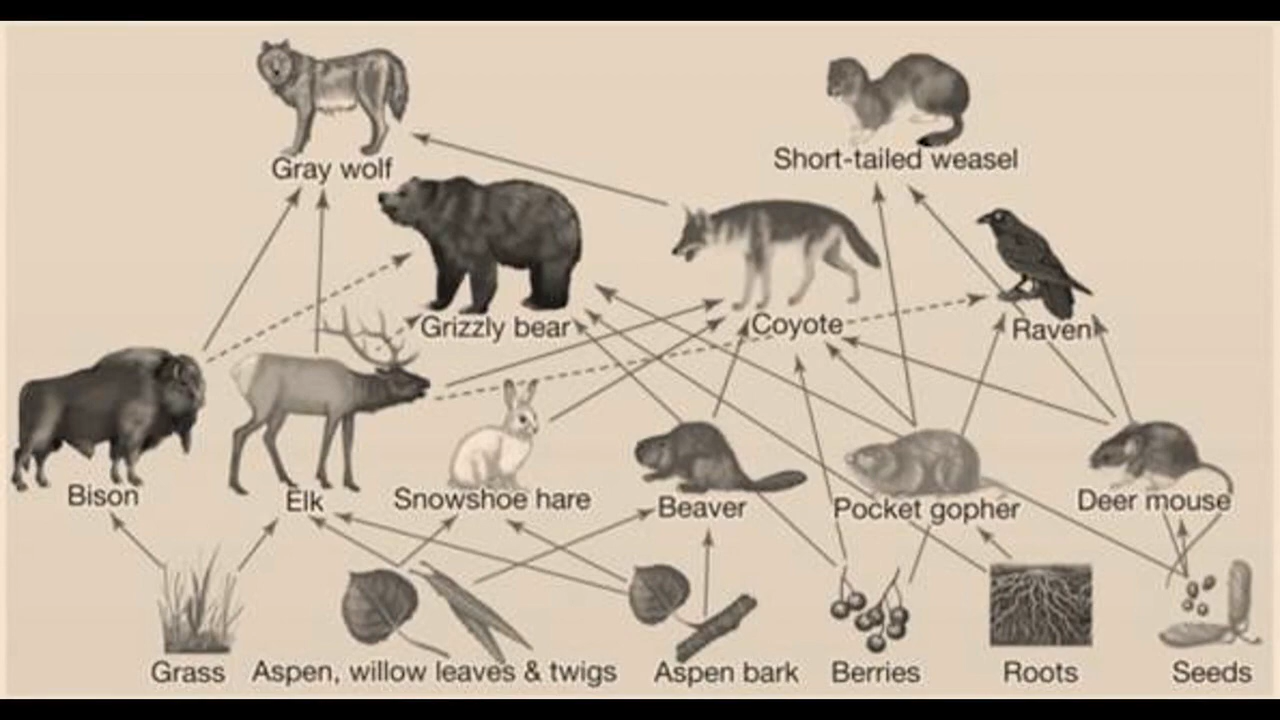 Gray wolf
Short-tailed weasel
Grizzly bear
Coyote
Raven
Bison
Elk
Snowshoe hare
Beaver
Pocket gopher
Deer mouse
Grass
Aspen, willow leaves & twigs
Aspen bark
Berries
Roots
Seeds